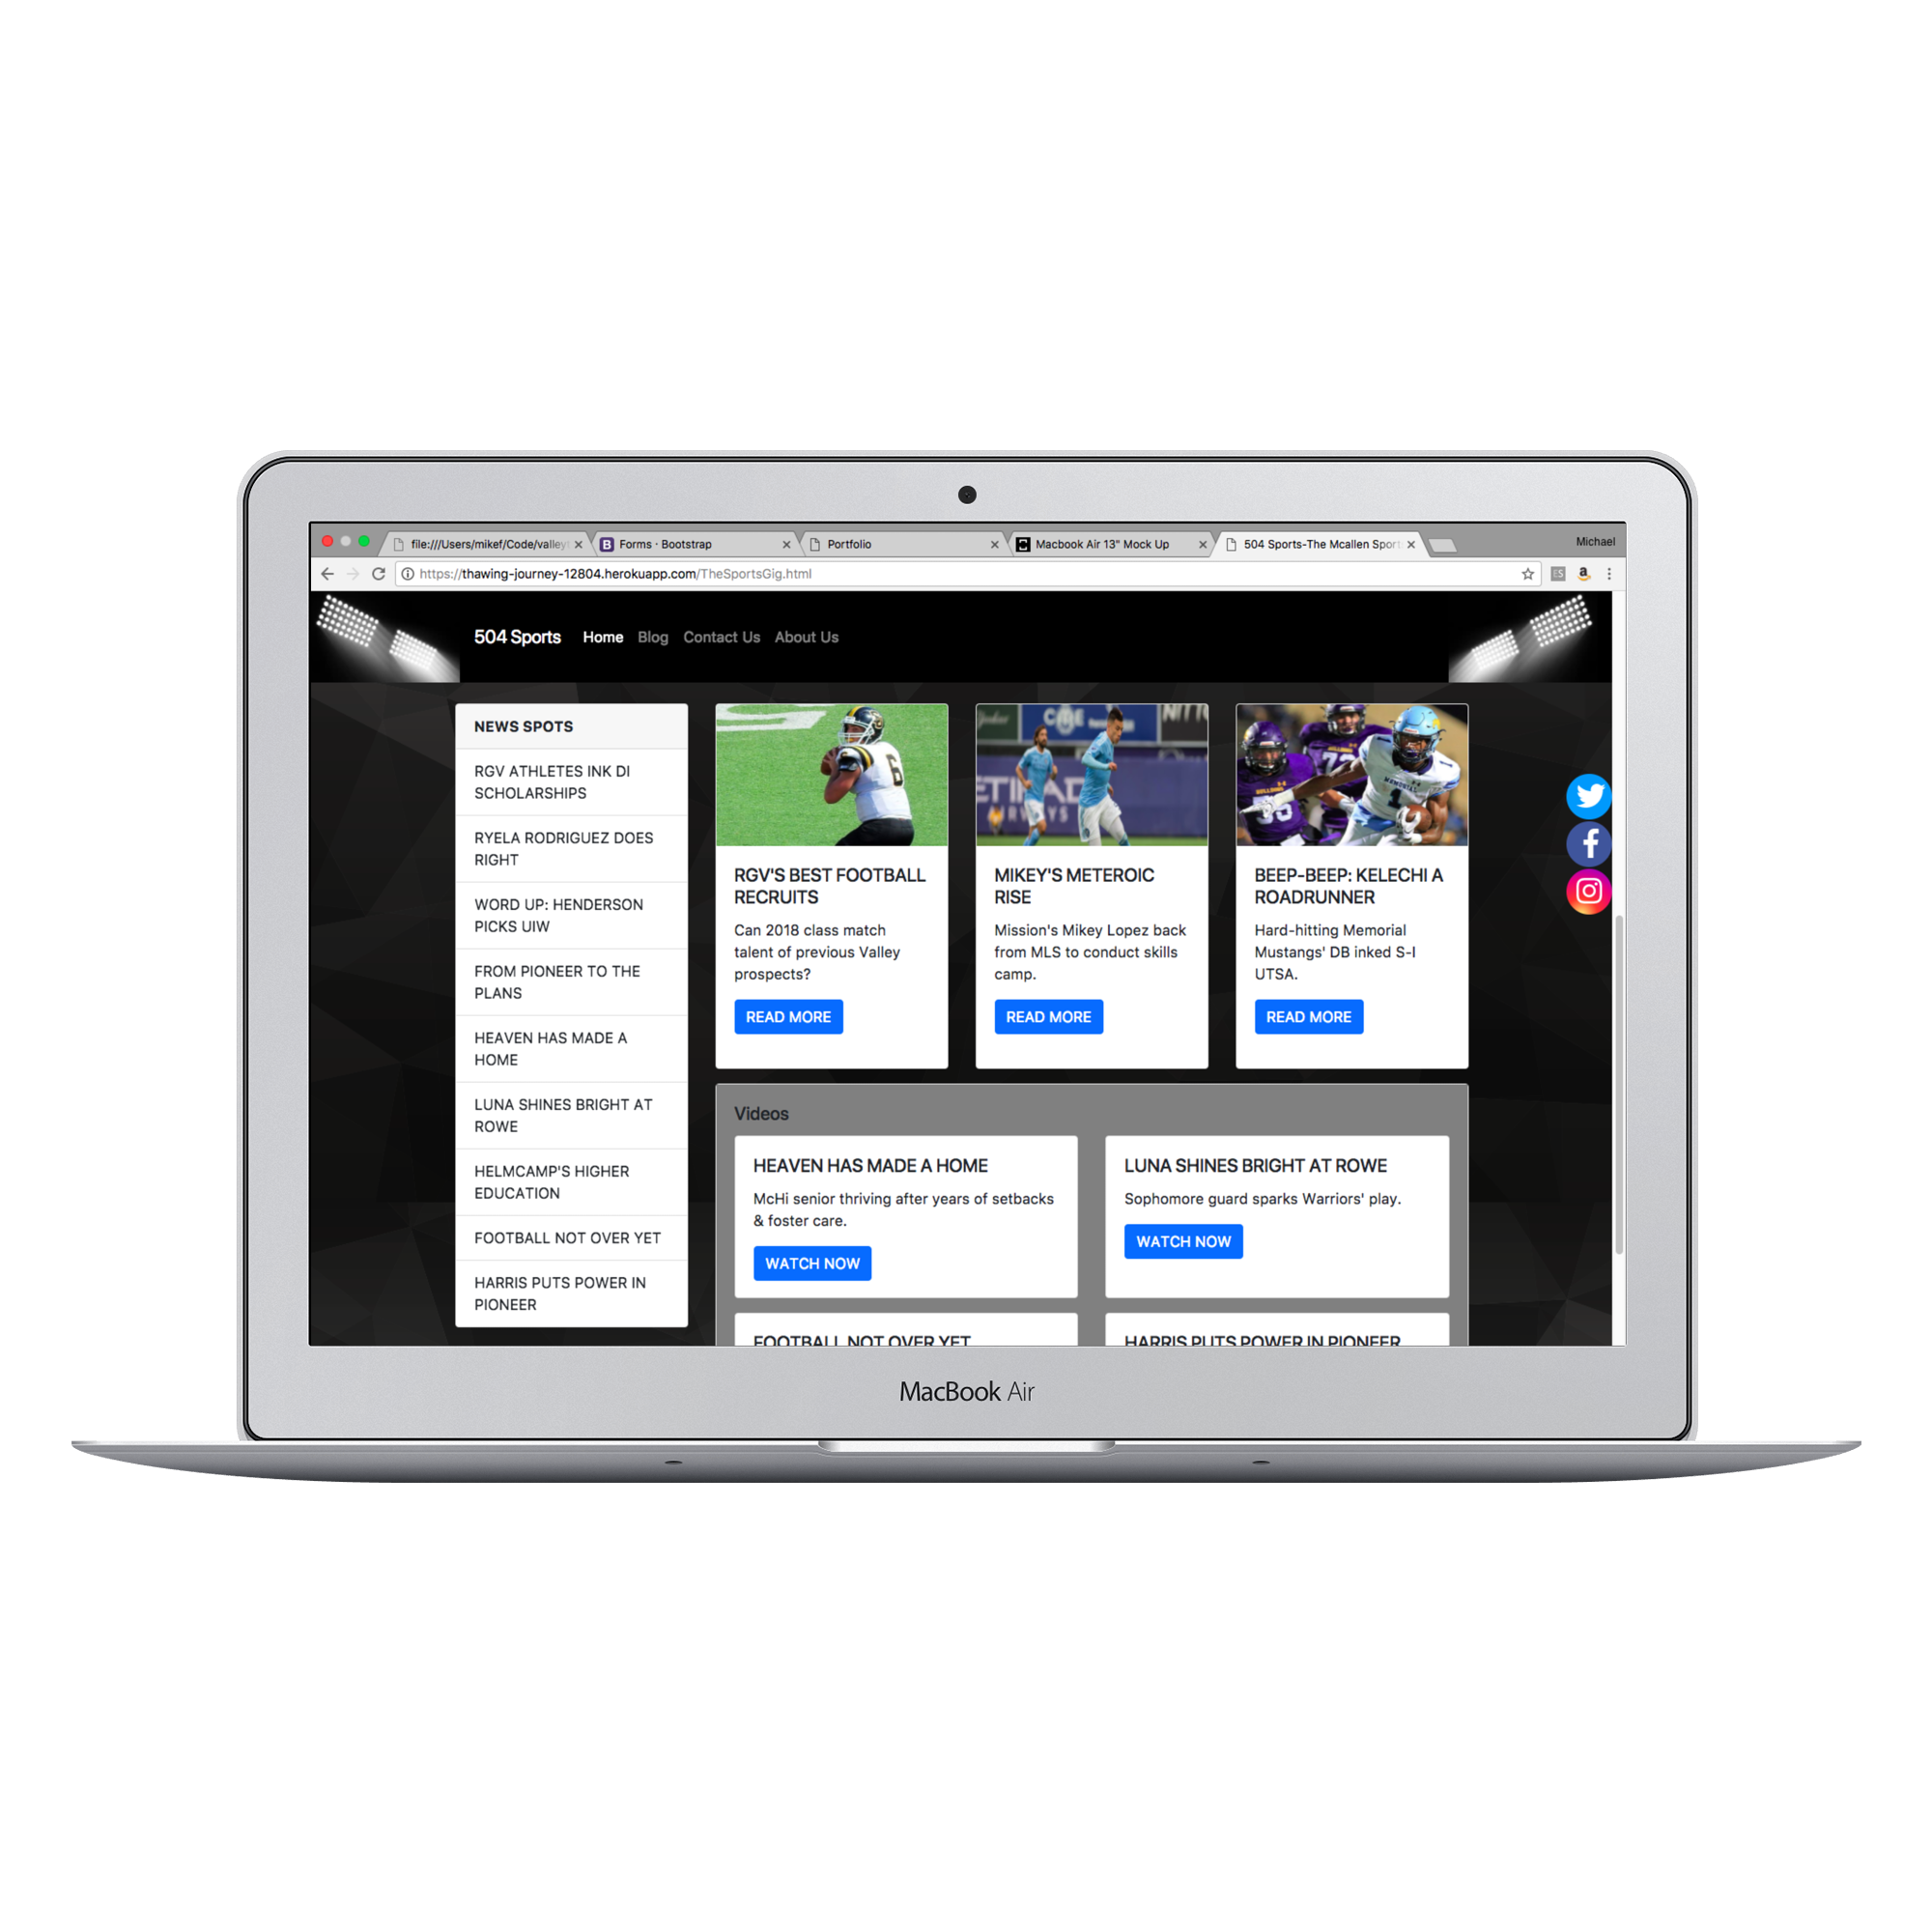 file:///Users/mikef/Code/valley
Forms · Bootstrap
Portfolio
Macbook Air 13" Mock Up
504 Sports-The Mcallen Spor
Michael
https://thawing-journey-12804.herokuapp.com/TheSportsGig.html
504 Sports Home Blog Contact Us About Us
NEWS SPOTS
RGV ATHLETES INK DI
SCHOLARSHIPS
RYELA RODRIGUEZ DOES
RIGHT
WORD UP: HENDERSON
PICKS UIW
FROM PIONEER TO THE
PLANS
HEAVEN HAS MADE A
HOME
LUNA SHINES BRIGHT AT
ROWE
HELMCAMP'S HIGHER
EDUCATION
FOOTBALL NOT OVER YET
HARRIS PUTS POWER IN
PIONEER
6
RGV'S BEST FOOTBALL
RECRUITS
Can 2018 class match
talent of previous Valley
prospects?
READ MORE
ETIHAD
MIKEY'S METEROIC
RISE
Mission's Mikey Lopez back
from MLS to conduct skills
camp.
READ MORE
1
BEEP-BEEP: KELECHI A
ROADRUNNER
Hard-hitting Memorial
Mustangs' DB inked S-I
UTSA.
READ MORE
Videos
HEAVEN HAS MADE A HOME
McHi senior thriving after years of setbacks
& foster care.
WATCH NOW
LUNA SHINES BRIGHT AT ROWE
Sophomore guard sparks Warriors' play.
WATCH NOW
FOOTBALL NOT OVER YET
HARRIS PUTS POWER IN PIONEER
MacBook Air